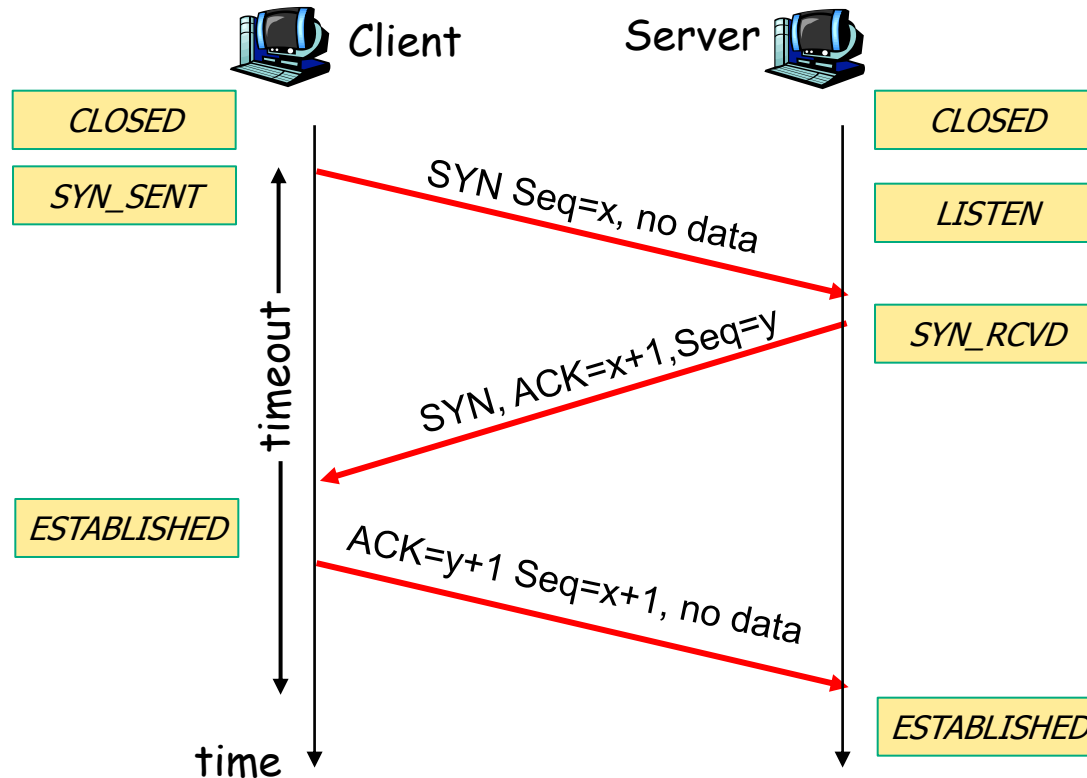 Client
Server
CLOSED
CLOSED
SYN_SENT
SYN Seq=x, no data
LISTEN
timeout
SYN, ACK=x+1,Seq=y
SYN_RCVD
ESTABLISHED
ACK=y+1 Seq=x+1, no data
ESTABLISHED
time